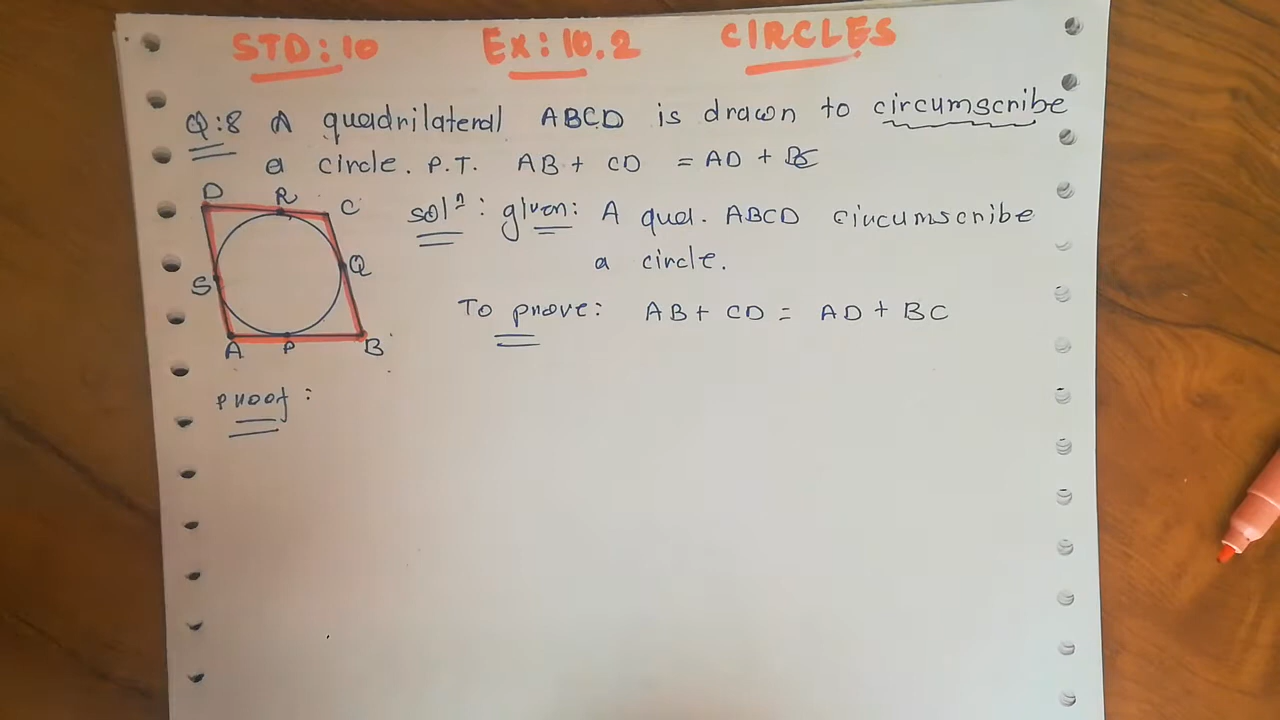 STD: 10 Ex: 10.2 CIRCLES
Q:8 A quadrilateral ABCD is drawn to circumscribe
a circle. P.T. AB + CD = AD + BC
D R C
solⁿ: given: A quad. ABCD circumscribe
a circle.
Q
S
To prove: AB + CD = AD + BC
A P B
proof: